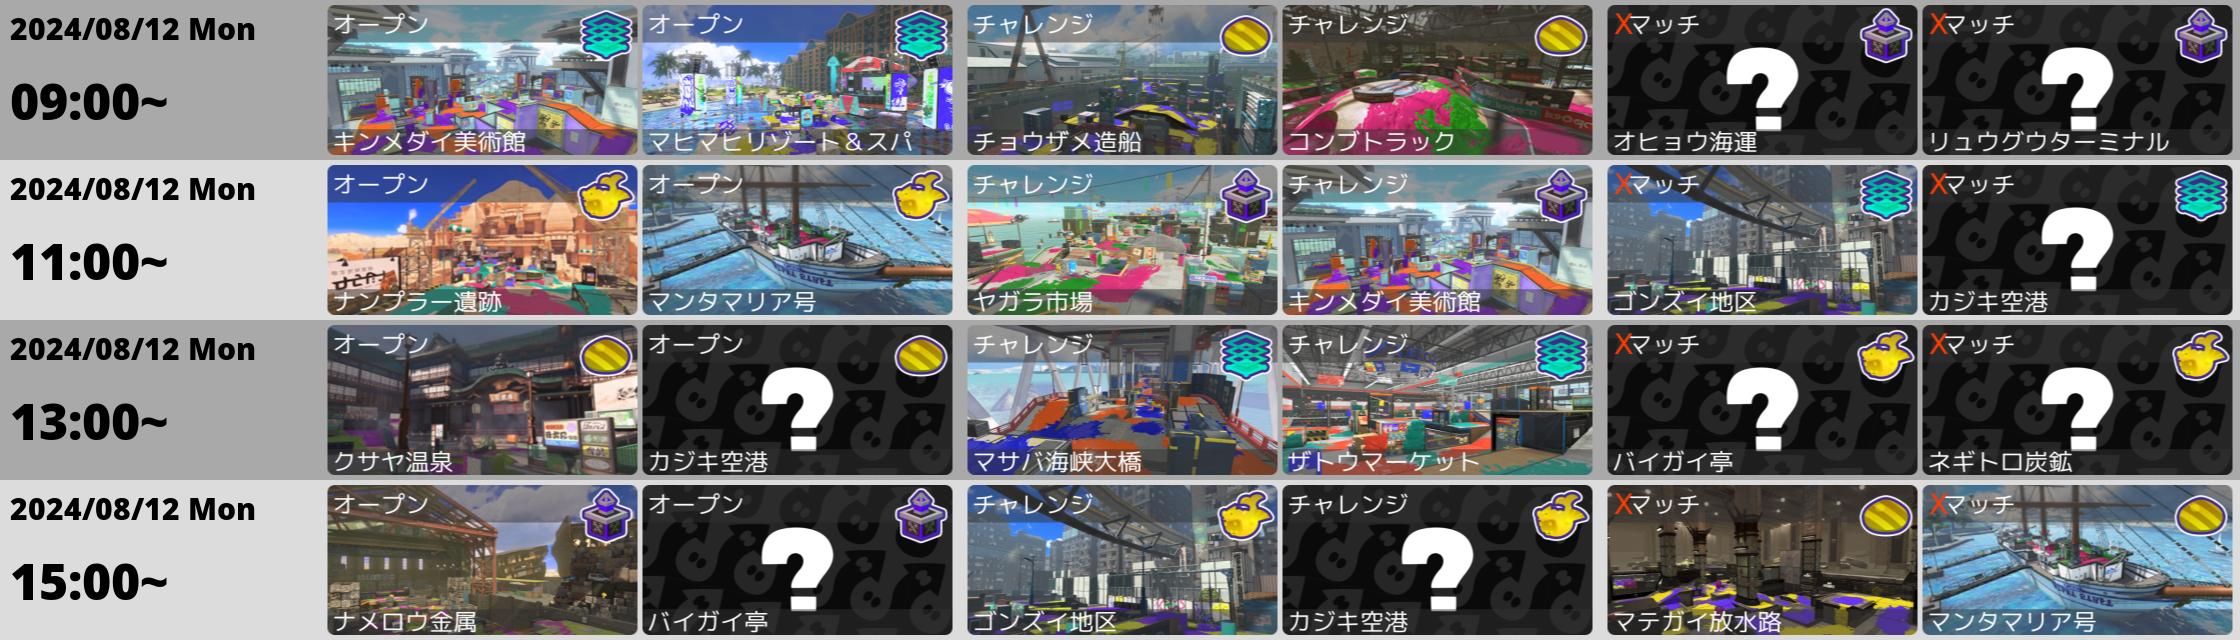 2024/08/12 Mon
09:00~
オープン
キンメダイ美術館
オープン
マヒマヒリゾート＆スパ
チャレンジ
チョウザメ造船
チャレンジ
コンブトラック
Xマッチ
?
オヒョウ海運
Xマッチ
?
リュウグウターミナル
2024/08/12 Mon
11:00~
オープン
ナンプラー遺跡
オープン
マンタマリア号
チャレンジ
ヤガラ市場
チャレンジ
キンメダイ美術館
Xマッチ
ゴンズイ地区
Xマッチ
?
カジキ空港
2024/08/12 Mon
13:00~
オープン
クサヤ温泉
オープン
?
カジキ空港
チャレンジ
マサバ海峡大橋
チャレンジ
ザトウマーケット
Xマッチ
?
バイガイ亭
Xマッチ
?
ネギトロ炭鉱
2024/08/12 Mon
15:00~
オープン
ナメロウ金属
オープン
?
バイガイ亭
チャレンジ
ゴンズイ地区
チャレンジ
?
カジキ空港
Xマッチ
マテガイ放水路
Xマッチ
マンタマリア号